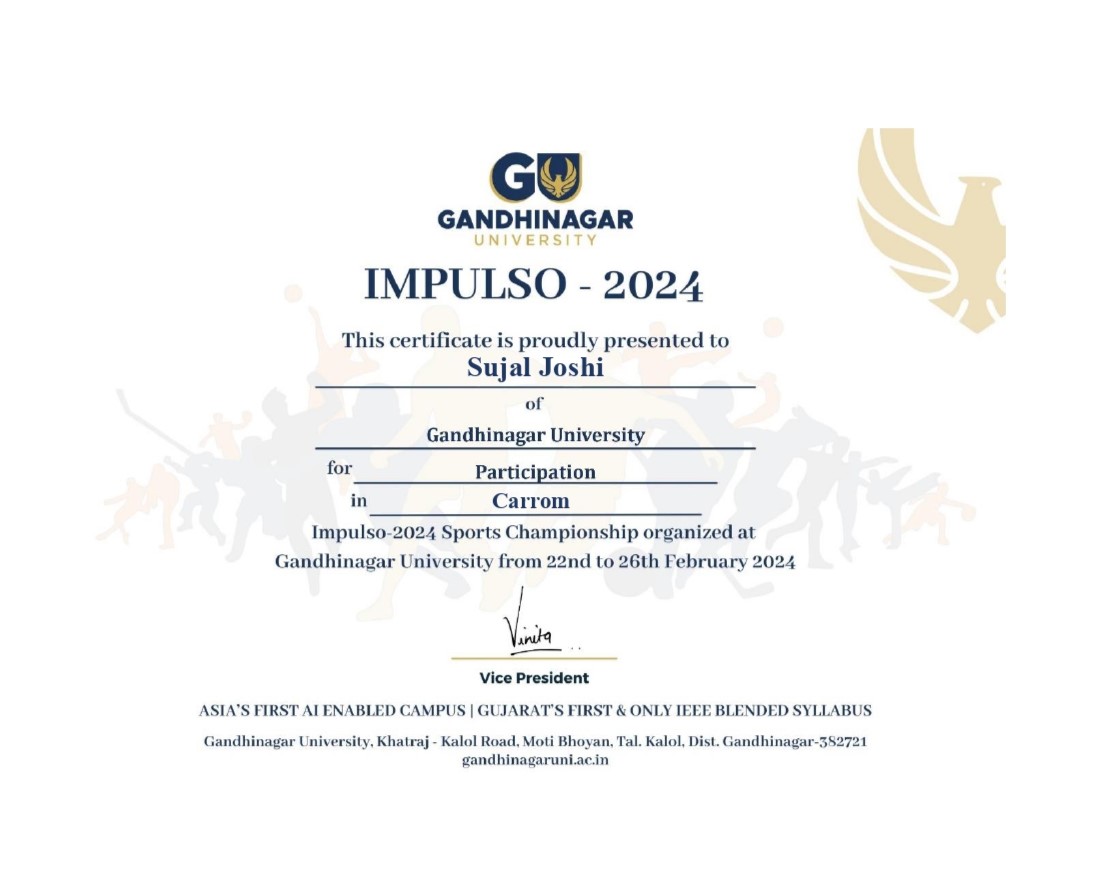 GU
GANDHINAGAR
UNIVERSITY
IMPULSO - 2024
This certificate is proudly presented to
Sujal Joshi
of
Gandhinagar University
for Participation
in Carrom
Impulso-2024 Sports Championship organized at
Gandhinagar University from 22nd to 26th February 2024
Vinita
Vice President
ASIA'S FIRST AI ENABLED CAMPUS | GUJARAT'S FIRST & ONLY IEEE BLENDED SYLLABUS
Gandhinagar University, Khatraj - Kalol Road, Moti Bhoyan, Tal. Kalol, Dist. Gandhinagar-382721
gandhinagaruni.ac.in